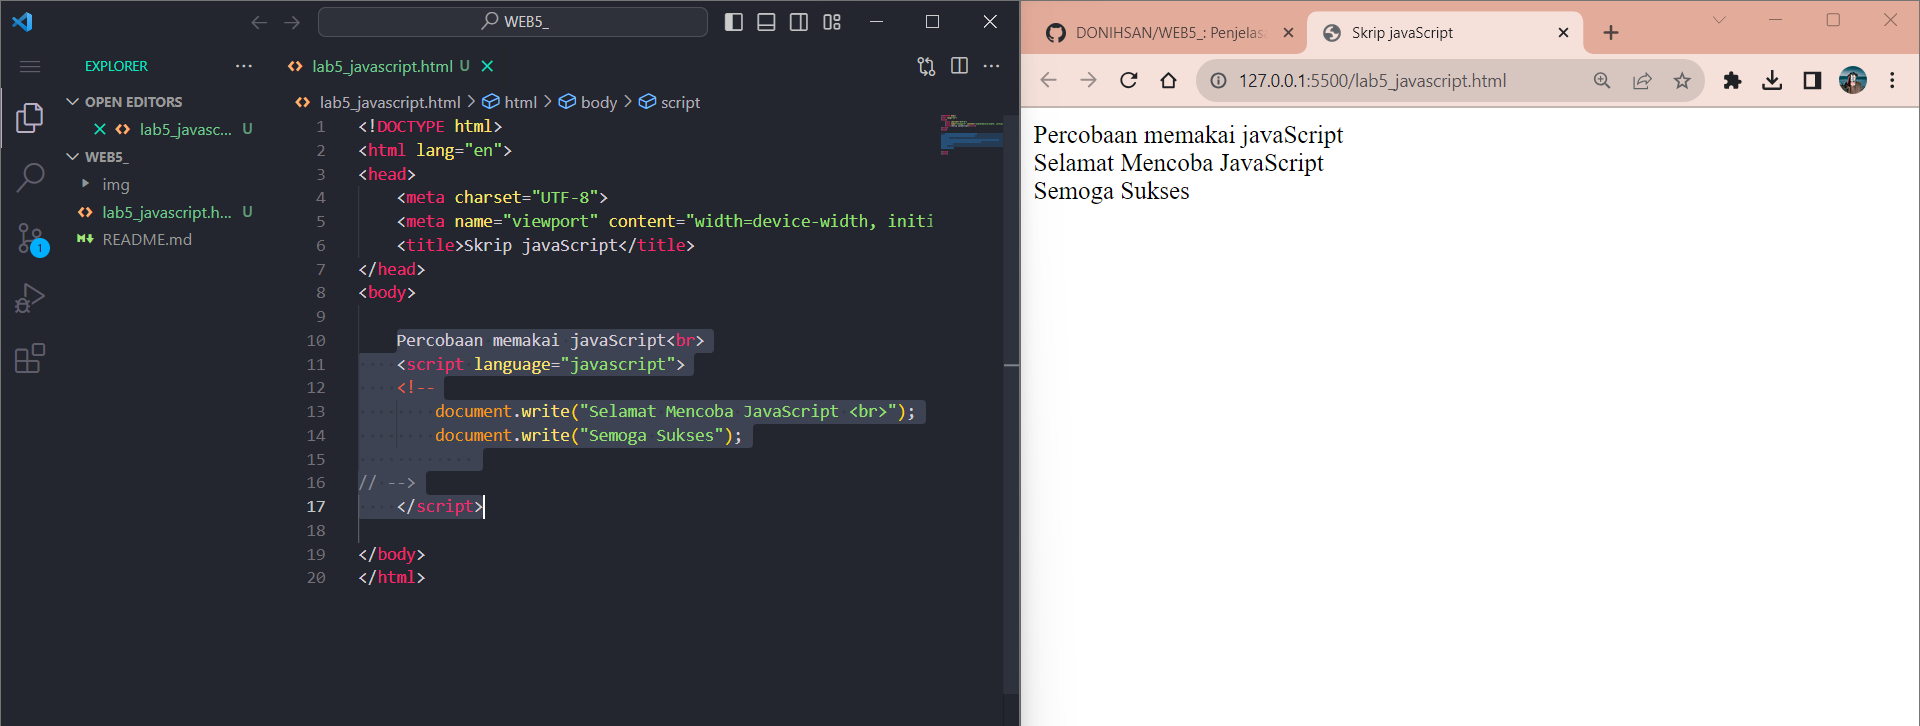 WEB5_
EXPLORER
OPEN EDITORS
lab5_javasc... U
WEB5_
img
lab5_javascript.h... U
README.md
1
lab5_javascript.html U
lab5_javascript.html > html > body > script
1 <!DOCTYPE html>
2 <html lang="en">
3 <head>
4 <meta charset="UTF-8">
5 <meta name="viewport" content="width=device-width, initi
6 <title>Skrip javaScript</title>
7 </head>
8 <body>
9
10 Percobaan memakai javaScript<br>
11 <script language="javascript">
12 <!--
13 document.write("Selamat Mencoba JavaScript <br>");
14 document.write("Semoga Sukses");
15
16 // -->
17 </script>
18
19 </body>
20 </html>
DONIHSAN/WEB5_: Penjelasa
Skrip javaScript
127.0.0.1:5500/lab5_javascript.html
Percobaan memakai javaScript
Selamat Mencoba JavaScript
Semoga Sukses